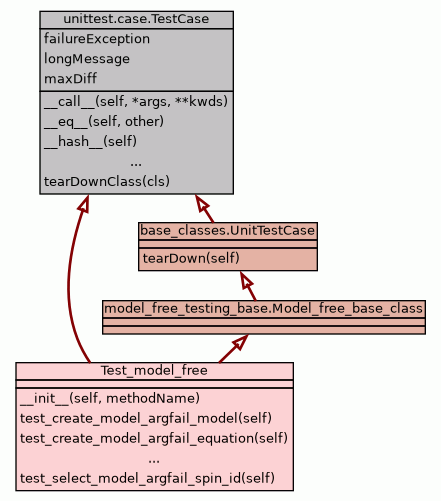 unittest.case.TestCase
failureException
longMessage
maxDiff
__call__(self, *args, **kwds)
__eq__(self, other)
__hash__(self)
...
tearDownClass(cls)
base_classes.UnitTestCase
tearDown(self)
model_free_testing_base.Model_free_base_class
Test_model_free
__init__(self, methodName)
test_create_model_argfail_model(self)
test_create_model_argfail_equation(self)
...
test_select_model_argfail_spin_id(self)